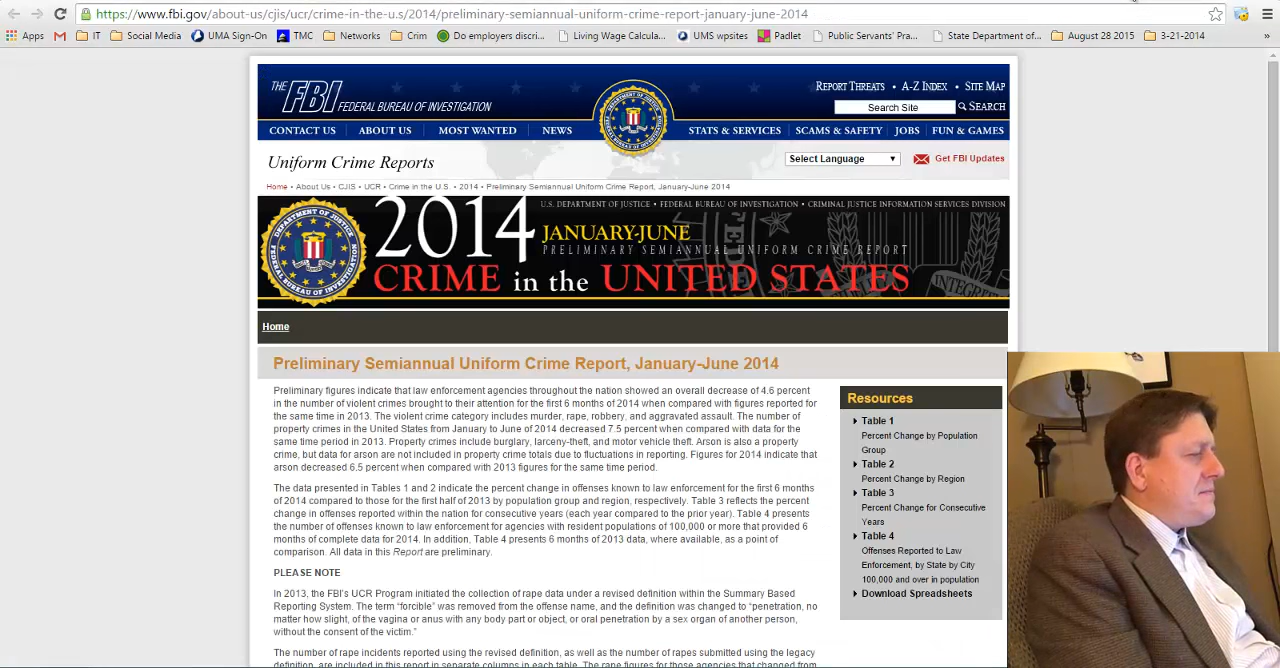 https://www.fbi.gov/about-us/cjis/ucr/crime-in-the-u.s/2014/preliminary-semiannual-uniform-crime-report-january-june-2014
Apps IT Social Media UMA Sign-On TMC Networks Crim Do employers discri... Living Wage Calcula... UMS wpsites Padlet Public Servants' Pra... State Department of... August 28 2015 3-21-2014 »
REPORT THREATS • A-Z INDEX • SITE MAP
THE FBI FEDERAL BUREAU OF INVESTIGATION
Search Site SEARCH
CONTACT US ABOUT US MOST WANTED NEWS STATS & SERVICES SCAMS & SAFETY JOBS FUN & GAMES
Uniform Crime Reports
Select Language
Get FBI Updates
Home • About Us • CJIS • UCR • Crime in the U.S. • 2014 • Preliminary Semiannual Uniform Crime Report, January-June 2014
U.S. DEPARTMENT OF JUSTICE • FEDERAL BUREAU OF INVESTIGATION • CRIMINAL JUSTICE INFORMATION SERVICES DIVISION
2014 JANUARY-JUNE
PRELIMINARY SEMIANNUAL UNIFORM CRIME REPORT
CRIME in the UNITED STATES
Home
Preliminary Semiannual Uniform Crime Report, January-June 2014
Preliminary figures indicate that law enforcement agencies throughout the nation showed an overall decrease of 4.6 percent
in the number of violent crimes brought to their attention for the first 6 months of 2014 when compared with figures reported for
the same time in 2013. The violent crime category includes murder, rape, robbery, and aggravated assault. The number of
property crimes in the United States from January to June of 2014 decreased 7.5 percent when compared with data for the
same time period in 2013. Property crimes include burglary, larceny-theft, and motor vehicle theft. Arson is also a property
crime, but data for arson are not included in property crime totals due to fluctuations in reporting. Figures for 2014 indicate that
arson decreased 6.5 percent when compared with 2013 figures for the same time period.
The data presented in Tables 1 and 2 indicate the percent change in offenses known to law enforcement for the first 6 months
of 2014 compared to those for the first half of 2013 by population group and region, respectively. Table 3 reflects the percent
change in offenses reported within the nation for consecutive years (each year compared to the prior year). Table 4 presents
the number of offenses known to law enforcement for agencies with resident populations of 100,000 or more that provided 6
months of complete data for 2014. In addition, Table 4 presents 6 months of 2013 data, where available, as a point of
comparison. All data in this Report are preliminary.
PLEASE NOTE
In 2013, the FBI's UCR Program initiated the collection of rape data under a revised definition within the Summary Based
Reporting System. The term “forcible” was removed from the offense name, and the definition was changed to “penetration, no
matter how slight, of the vagina or anus with any body part or object, or oral penetration by a sex organ of another person,
without the consent of the victim.”
The number of rape incidents reported using the revised definition, as well as the number of rapes submitted using the legacy
definition, are included in this report in separate columns in each table. The rape figures for those agencies that changed from
Resources
Table 1
Percent Change by Population
Group
Table 2
Percent Change by Region
Table 3
Percent Change for Consecutive
Years
Table 4
Offenses Reported to Law
Enforcement, by State by City
100,000 and over in population
Download Spreadsheets